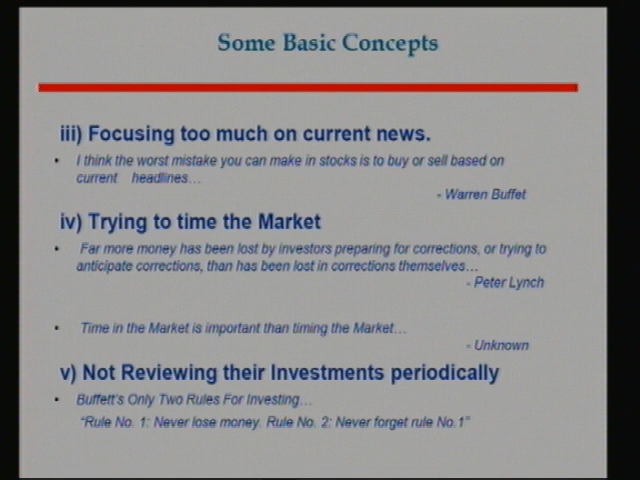 Some Basic Concepts
iii) Focusing too much on current news.
• I think the worst mistake you can make in stocks is to buy or sell based on
current headlines…
- Warren Buffet
iv) Trying to time the Market
• Far more money has been lost by investors preparing for corrections, or trying to
anticipate corrections, than has been lost in corrections themselves…
- Peter Lynch
• Time in the Market is important than timing the Market…
- Unknown
v) Not Reviewing their Investments periodically
• Buffett's Only Two Rules For Investing…
"Rule No. 1: Never lose money. Rule No. 2: Never forget rule No.1"